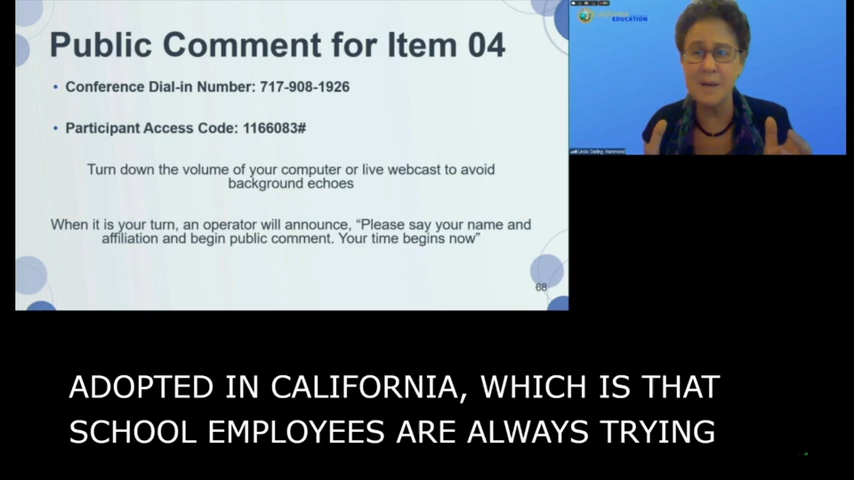 Public Comment for Item 04
• Conference Dial-in Number: 717-908-1926
• Participant Access Code: 1166083#
Turn down the volume of your computer or live webcast to avoid
background echoes
When it is your turn, an operator will announce, “Please say your name and
affiliation and begin public comment. Your time begins now”
68
EDUCATION
Linda Darling-Hammond
ADOPTED IN CALIFORNIA, WHICH IS THAT
SCHOOL EMPLOYEES ARE ALWAYS TRYING